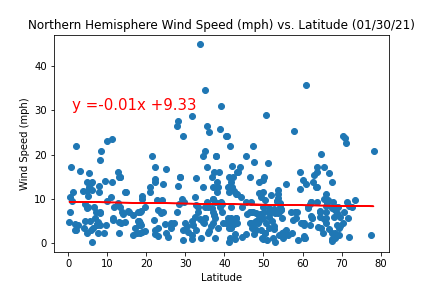 Northern Hemisphere Wind Speed (mph) vs. Latitude (01/30/21)
40
y =-0.01x +9.33
30
Wind Speed (mph)
20
10
0
0 10 20 30 40 50 60 70 80
Latitude